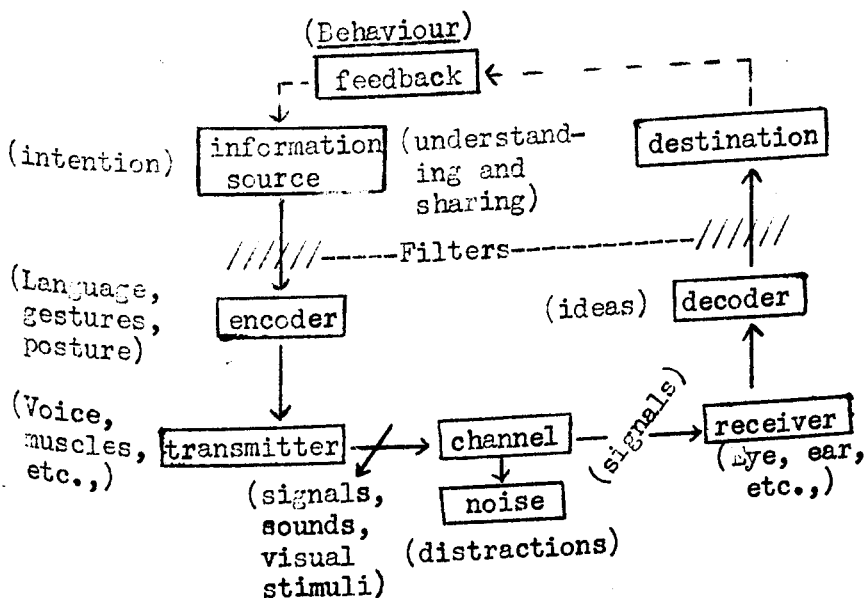 (Behaviour)
feedback
(intention)
information
source
(understand-
ing and
sharing)
destination
Filters
(Language,
gestures,
posture)
encoder
(ideas)
decoder
(Voice,
muscles,
etc.,)
transmitter
channel
(signals)
receiver
(Eye, ear,
etc.,)
(signals,
sounds,
visual
stimuli)
noise
(distractions)